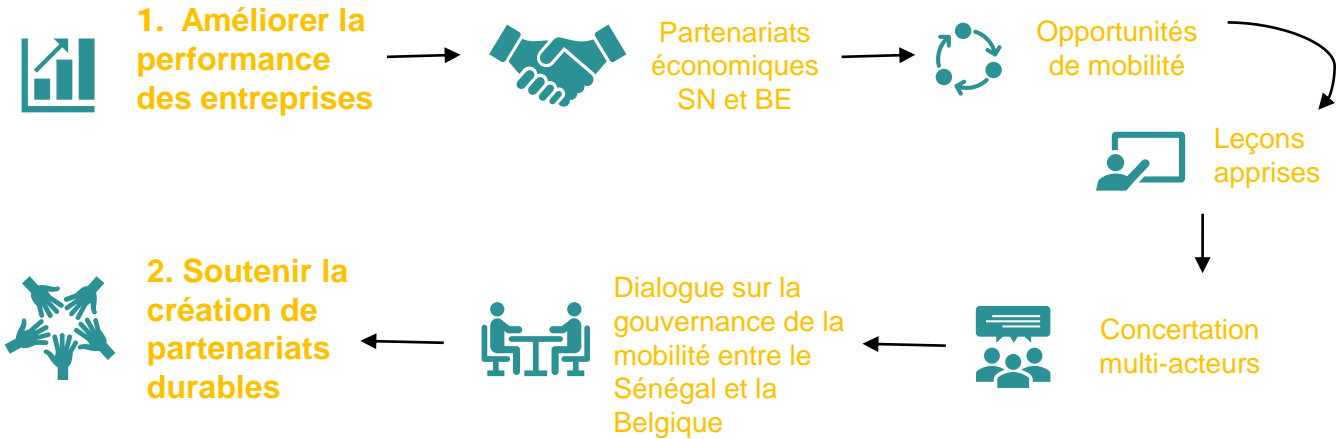 1. Améliorer la
performance
des entreprises
Partenariats
économiques
SN et BE
Opportunités
de mobilité
Leçons
apprises
Concertation
multi-acteurs
Dialogue sur la
gouvernance de la
mobilité entre le
Sénégal et la
Belgique
2. Soutenir la
création de
partenariats
durables